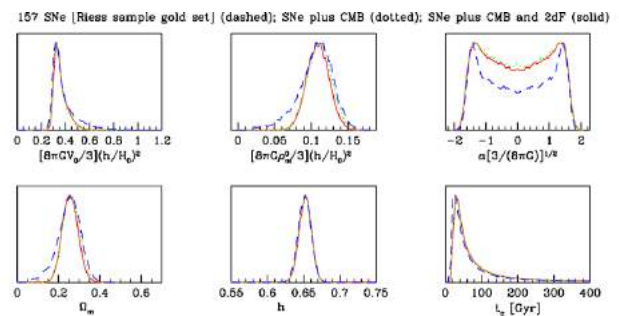 157 SNe [Riess sample gold set] (dashed); SNe plus CMB (dotted); SNe plus CMB and 2dF (solid)
0 0.2 0.4 0.6 0.8 1 1.2
[8πGV₀/3](h/H₀)²
0 0.05 0.1 0.15
[8πGρ⁰ₘ/3](h/H₀)²
−2 −1 0 1 2
α[3/(8πG)]¹/²
0 0.2 0.4 0.6
Ωₘ
0.55 0.6 0.65 0.7 0.75
h
0 100 200 300 400
[Gyr]